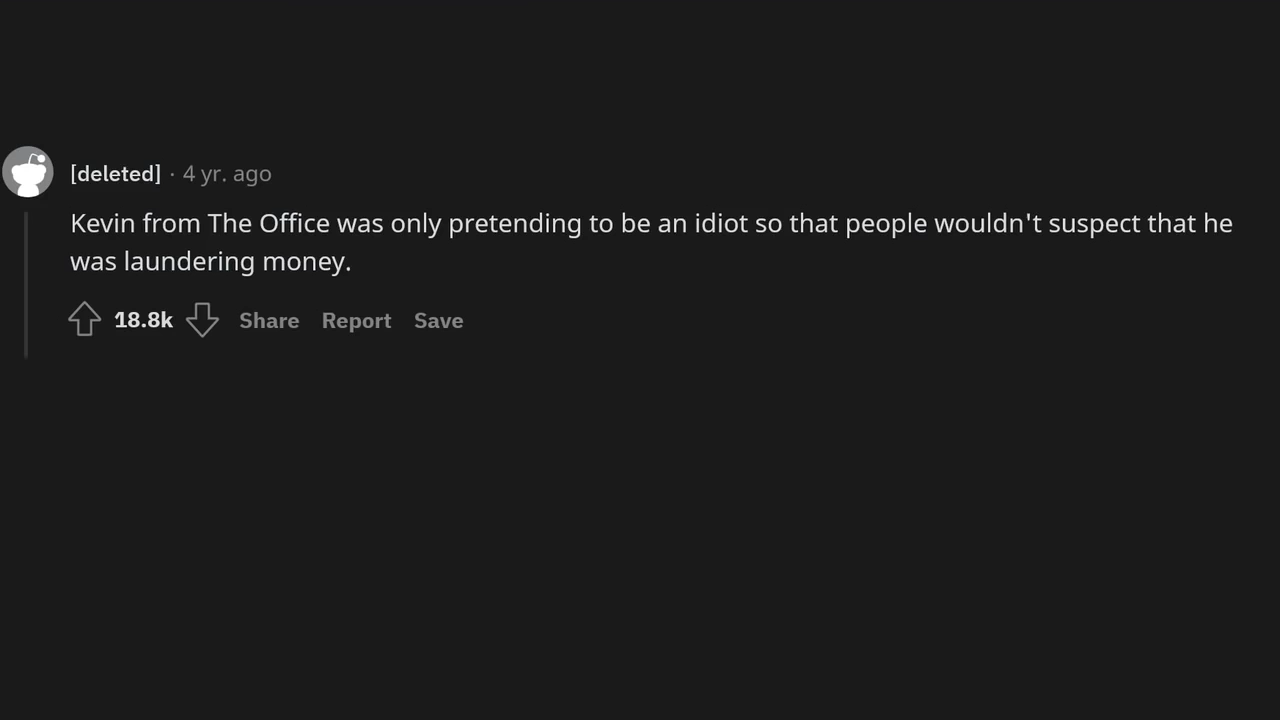 [deleted] · 4 yr. ago
Kevin from The Office was only pretending to be an idiot so that people wouldn't suspect that he
was laundering money.
18.8k Share Report Save